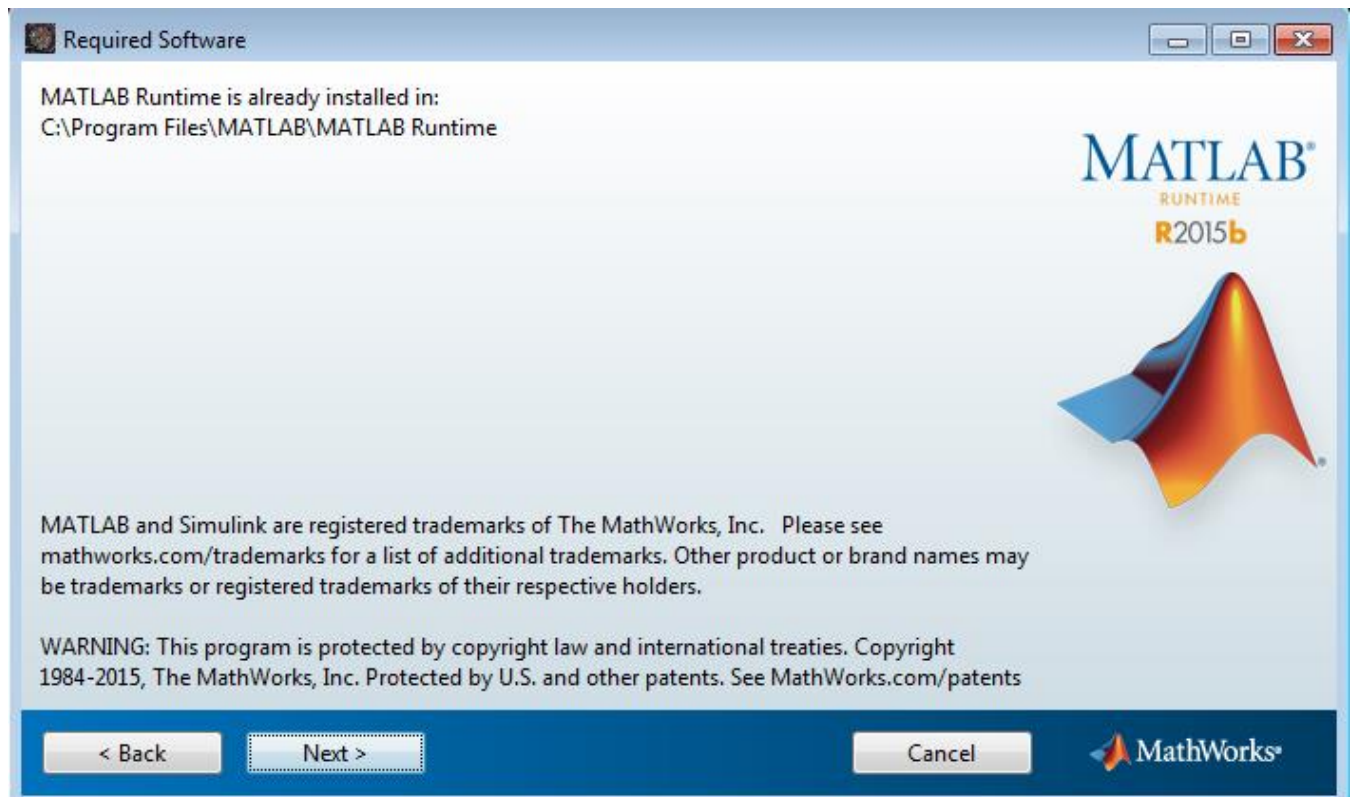 Required Software
MATLAB Runtime is already installed in:
C:\Program Files\MATLAB\MATLAB Runtime
MATLAB®
RUNTIME
R2015b
MATLAB and Simulink are registered trademarks of The MathWorks, Inc.   Please see
mathworks.com/trademarks for a list of additional trademarks. Other product or brand names may
be trademarks or registered trademarks of their respective holders.
WARNING: This program is protected by copyright law and international treaties. Copyright
1984-2015, The MathWorks, Inc. Protected by U.S. and other patents. See MathWorks.com/patents
< Back
Next >
Cancel
MathWorks®